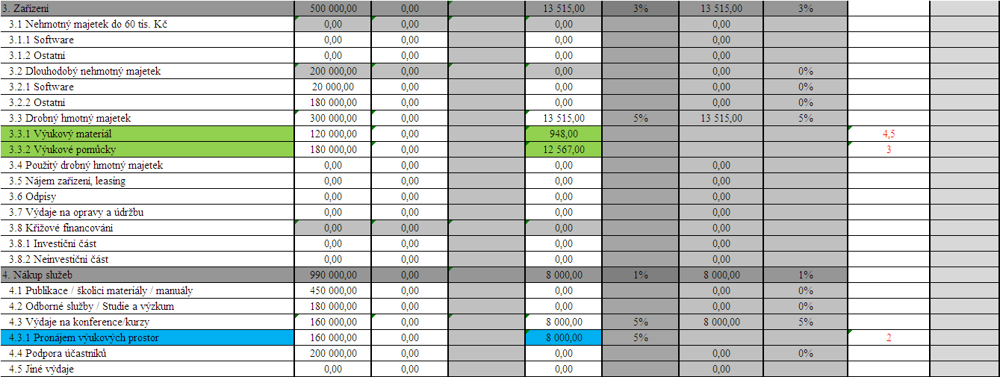 3. Zařízení 500 000,00 0,00 13 515,00 3% 13 515,00 3%
3.1 Nehmotný majetek do 60 tis. Kč 0,00 0,00 0,00 0,00
3.1.1 Software 0,00 0,00 0,00 0,00
3.1.2 Ostatní 0,00 0,00 0,00 0,00
3.2 Dlouhodobý nehmotný majetek 200 000,00 0,00 0,00 0,00 0%
3.2.1 Software 20 000,00 0,00 0,00 0,00 0%
3.2.2 Ostatní 180 000,00 0,00 0,00 0,00 0%
3.3 Drobný hmotný majetek 300 000,00 0,00 13 515,00 5% 13 515,00 5%
3.3.1 Výukový materiál 120 000,00 0,00 948,00 4,5
3.3.2 Výukové pomůcky 180 000,00 0,00 12 567,00 3
3.4 Použitý drobný hmotný majetek 0,00 0,00 0,00 0,00
3.5 Nájem zařízení, leasing 0,00 0,00 0,00 0,00
3.6 Odpisy 0,00 0,00 0,00 0,00
3.7 Výdaje na opravy a údržbu 0,00 0,00 0,00 0,00
3.8 Křížové financování 0,00 0,00 0,00 0,00
3.8.1 Investiční část 0,00 0,00 0,00 0,00
3.8.2 Neinvestiční část 0,00 0,00 0,00 0,00
4. Nákup služeb 990 000,00 0,00 8 000,00 1% 8 000,00 1%
4.1 Publikace / školicí materiály / manuály 450 000,00 0,00 0,00 0,00 0%
4.2 Odborné služby / Studie a výzkum 180 000,00 0,00 0,00 0,00 0%
4.3 Výdaje na konference/kurzy 160 000,00 0,00 8 000,00 5% 8 000,00 5%
4.3.1 Pronájem výukových prostor 160 000,00 0,00 8 000,00 5% 2
4.4 Podpora účastníků 200 000,00 0,00 0,00 0,00 0%
4.5 Jiné výdaje 0,00 0,00 0,00 0,00